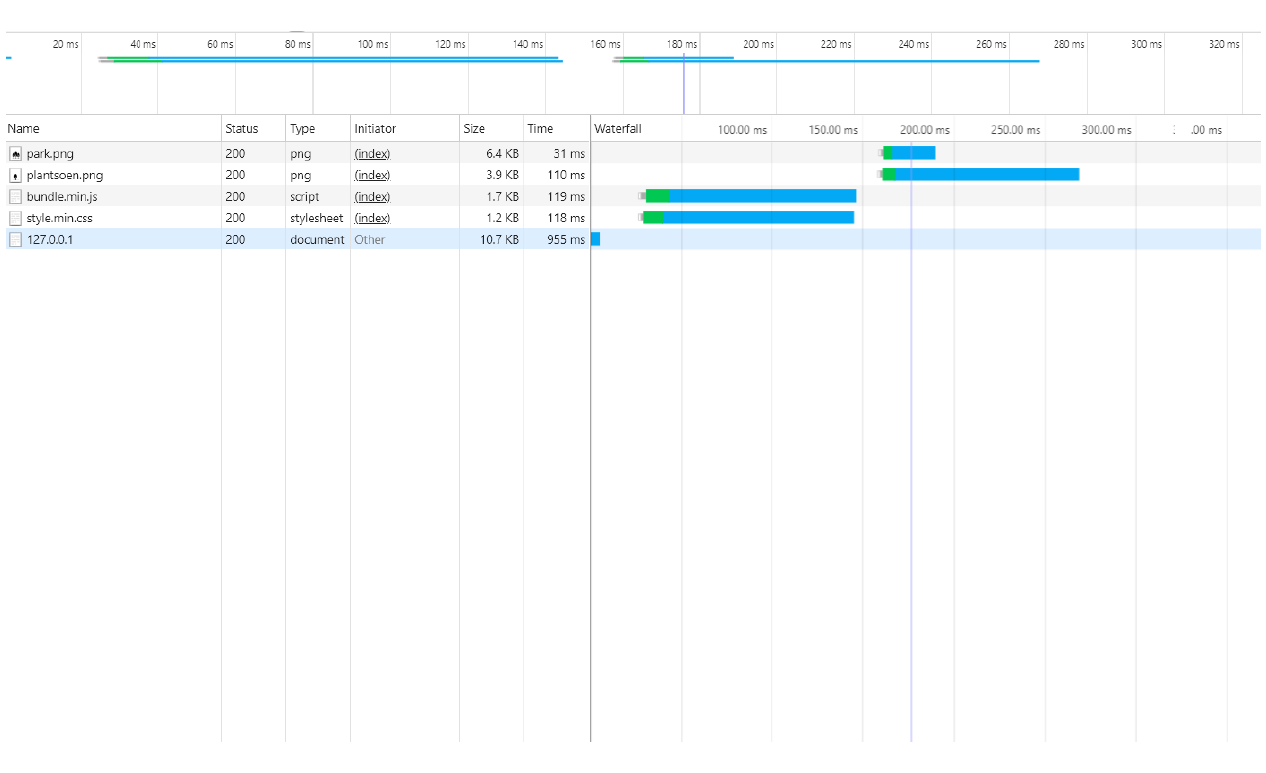 20 ms 40 ms 60 ms 80 ms 100 ms 120 ms 140 ms 160 ms 180 ms 200 ms 220 ms 240 ms 260 ms 280 ms 300 ms 320 ms
Name Status Type Initiator Size Time Waterfall 100.00 ms 150.00 ms 200.00 ms 250.00 ms 300.00 ms .00 ms
park.png 200 png (index) 6.4 KB 31 ms
plantsoen.png 200 png (index) 3.9 KB 110 ms
bundle.min.js 200 script (index) 1.7 KB 119 ms
style.min.css 200 stylesheet (index) 1.2 KB 118 ms
127.0.0.1 200 document Other 10.7 KB 955 ms